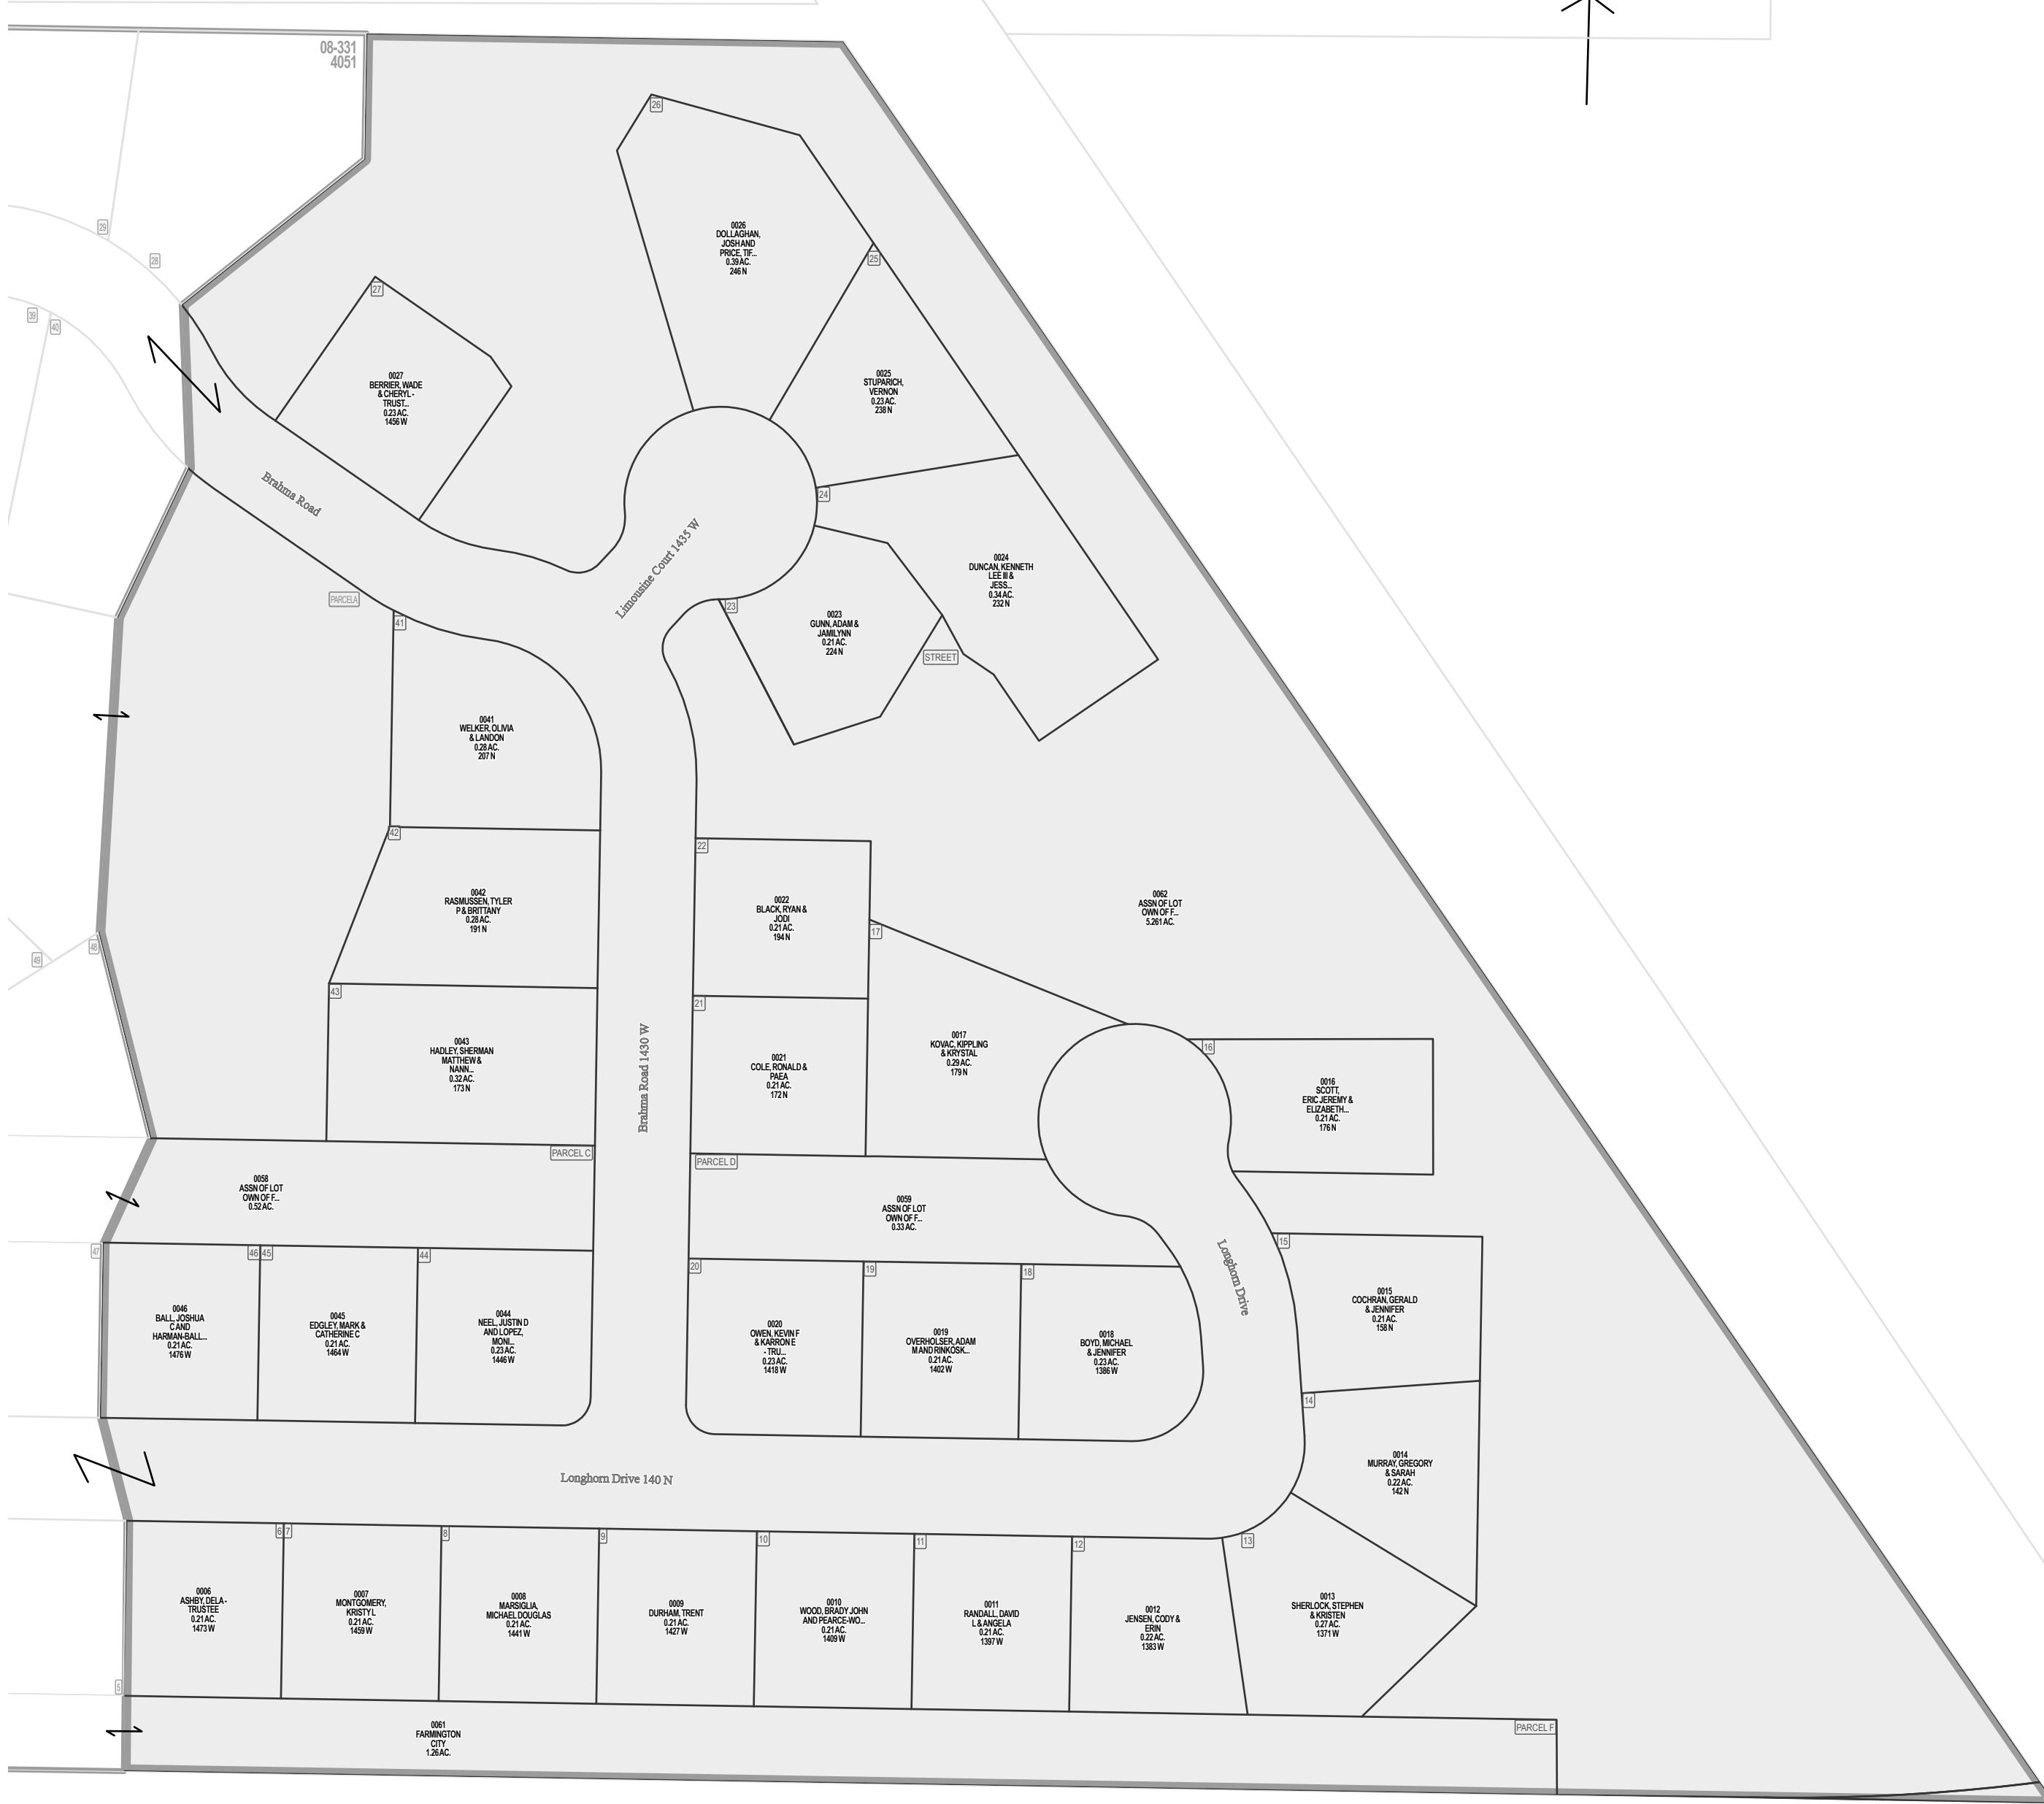 08-331
4051
26
0026
DOLLAGHAN,
JOSH AND
PRICE, TIF...
0.39 AC.
246 N
29
28
39
40
27
0027
BERRIER, WADE
& CHERYL -
TRUST...
0.23 AC.
1456 W
25
0025
STUPARICH,
VERNON
0.23 AC.
238 N
Brahma Road
24
Limousine Court 1435 W
0024
DUNCAN, KENNETH
LEE III &
JESS...
0.34 AC.
232 N
PARCEL A
41
23
0023
GUNN, ADAM &
JAMILYNN
0.21 AC.
224 N
STREET
0041
WELKER, OLIVIA
& LANDON
0.28 AC.
207 N
42
22
0042
RASMUSSEN, TYLER
P & BRITTANY
0.28 AC.
191 N
0022
BLACK, RYAN &
JODI
0.21 AC.
194 N
17
0062
ASSN OF LOT
OWN OF F...
5.261 AC.
48
49
43
21
0043
HADLEY, SHERMAN
MATTHEW &
NANN...
0.32 AC.
173 N
Brahma Road 1430 W
0021
COLE, RONALD &
PAEA
0.21 AC.
172 N
0017
KOVAC, KIPPLING
& KRYSTAL
0.29 AC.
179 N
16
0016
SCOTT,
ERIC JEREMY &
ELIZABETH...
0.21 AC.
176 N
PARCEL C
PARCEL D
0058
ASSN OF LOT
OWN OF F...
0.52 AC.
0059
ASSN OF LOT
OWN OF F...
0.33 AC.
47
46
45
44
20
19
18
Longhorn Drive
15
0046
BALL, JOSHUA
C AND
HARMAN-BALL...
0.21 AC.
1476 W
0045
EDGLEY, MARK &
CATHERINE C
0.21 AC.
1464 W
0044
NEEL, JUSTIN D
AND LOPEZ,
MONI...
0.23 AC.
1446 W
0020
OWEN, KEVIN F
& KARRON E
- TRU...
0.23 AC.
1418 W
0019
OVERHOLSER, ADAM
M AND RINKOSK...
0.21 AC.
1402 W
0018
BOYD, MICHAEL
& JENNIFER
0.23 AC.
1386 W
0015
COCHRAN, GERALD
& JENNIFER
0.21 AC.
158 N
14
0014
MURRAY, GREGORY
& SARAH
0.22 AC.
142 N
Longhorn Drive 140 N
6
7
8
9
10
11
12
13
0006
ASHBY, DELA -
TRUSTEE
0.21 AC.
1473 W
0007
MONTGOMERY,
KRISTY L
0.21 AC.
1459 W
0008
MARSIGLIA,
MICHAEL DOUGLAS
0.21 AC.
1441 W
0009
DURHAM, TRENT
0.21 AC.
1427 W
0010
WOOD, BRADY JOHN
AND PEARCE-WO...
0.21 AC.
1409 W
0011
RANDALL, DAVID
L & ANGELA
0.21 AC.
1397 W
0012
JENSEN, CODY &
ERIN
0.22 AC.
1383 W
0013
SHERLOCK, STEPHEN
& KRISTEN
0.27 AC.
1371 W
5
0061
FARMINGTON
CITY
1.26 AC.
PARCEL F